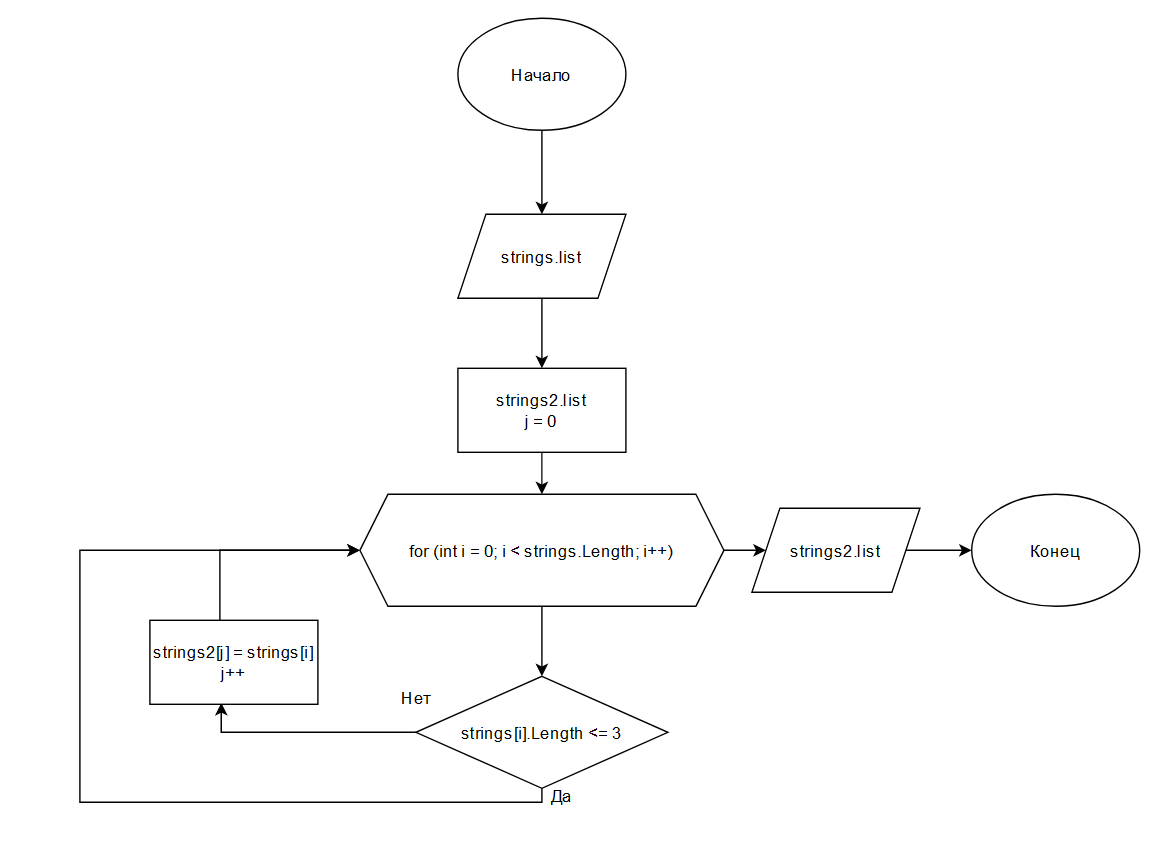 Начало
strings.list
strings2.list
j = 0
for (int i = 0; i < strings.Length; i++)
strings2.list
Конец
strings2[j] = strings[i]
j++
Нет
strings[i].Length <= 3
Да